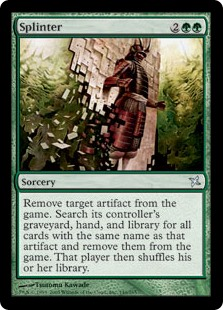 Splinter 2
Sorcery
Remove target artifact from the
game. Search its controller's
graveyard, hand, and library for all
cards with the same name as that
artifact and remove them from the
game. That player then shuffles his
or her library.
Tsutomu Kawade